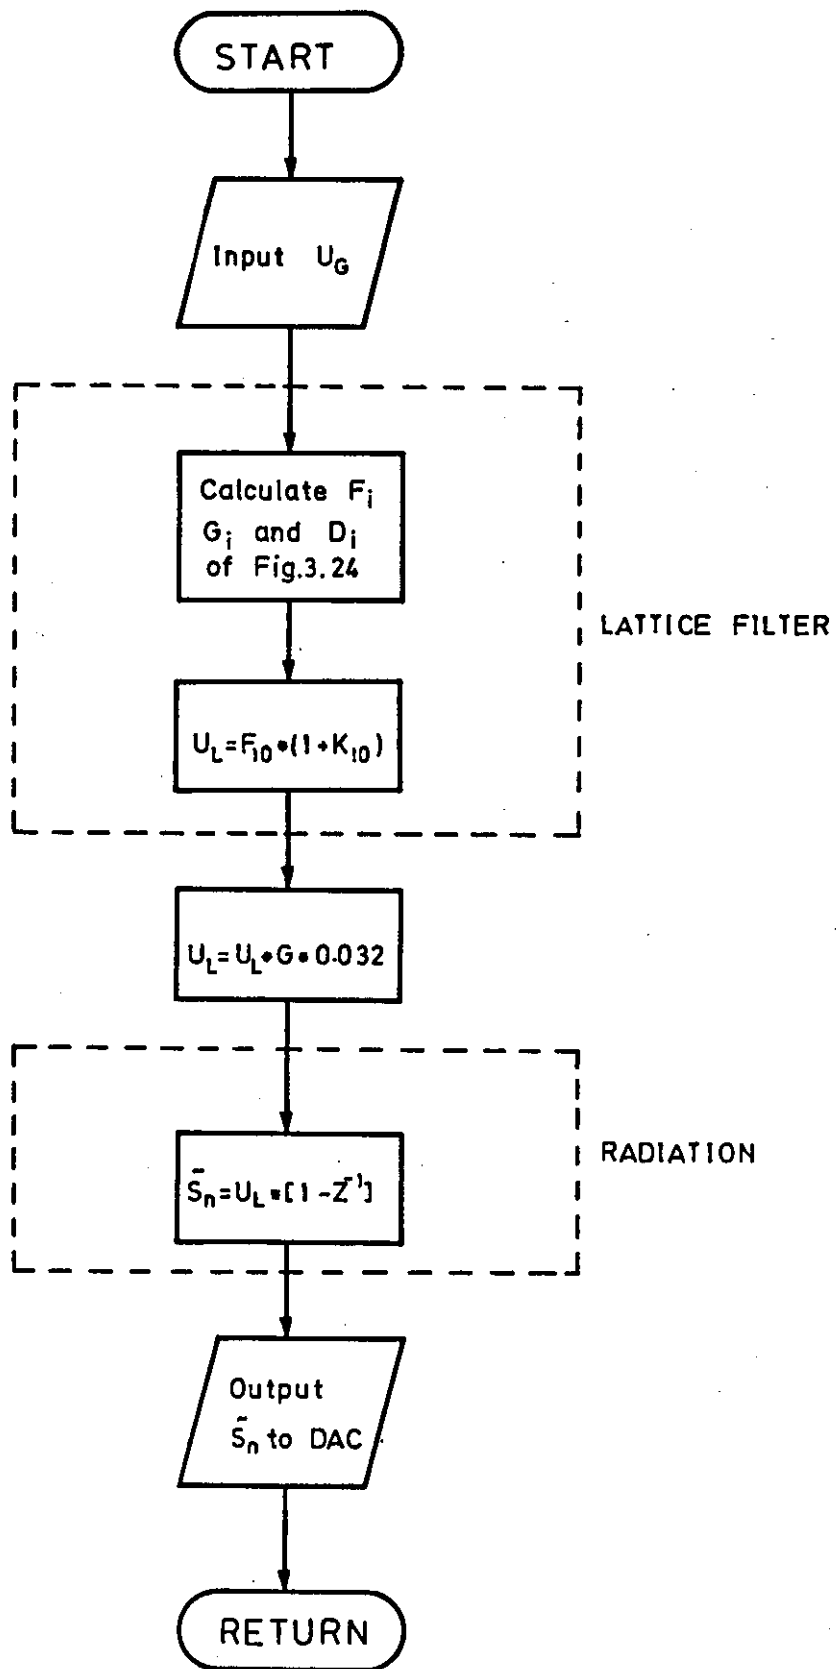 START
Input U_G
Calculate F_i
G_i and D_i
of Fig.3.24
LATTICE FILTER
U_L=F_10*(1+K_10)
U_L=U_L*G*0.032
S̃_n=U_L*[1-Z^-1]
RADIATION
Output
S̃_n to DAC
RETURN